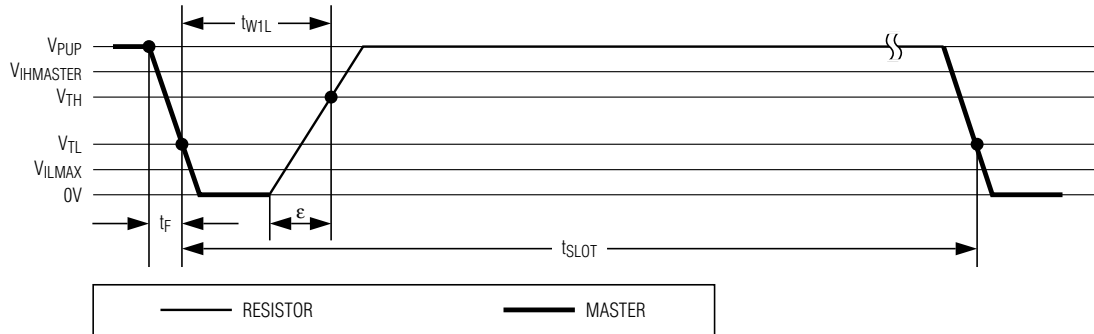 tW1L
VPUP
VIHMASTER
VTH
VTL
VILMAX
0V
tF
ε
tSLOT
RESISTOR
MASTER